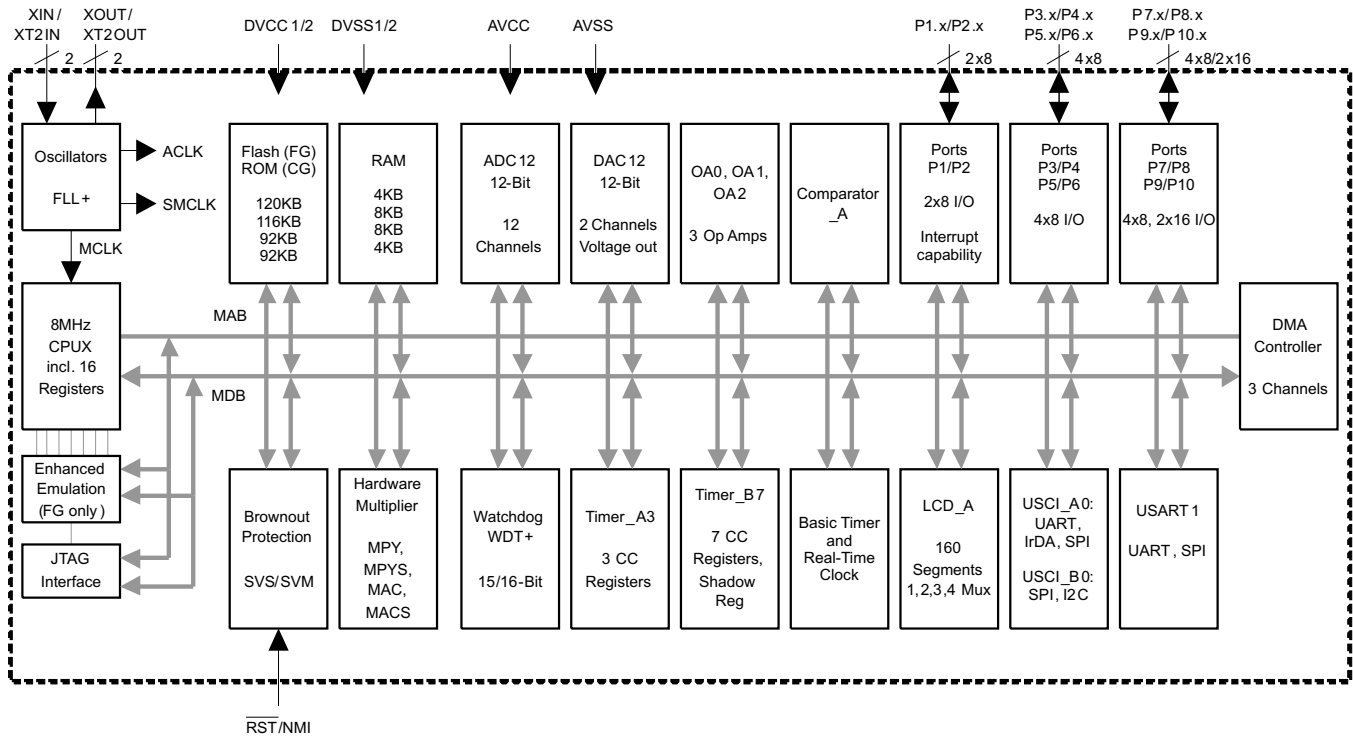 XIN/
XT2IN
XOUT/
XT2OUT
2
2
DVCC1/2
DVSS1/2
AVCC
AVSS
P1.x/P2.x
2x8
P3.x/P4.x
P5.x/P6.x
4x8
P7.x/P8.x
P9.x/P10.x
4x8/2x16
Oscillators
FLL+
ACLK
SMCLK
MCLK
Flash (FG)
ROM (CG)
120KB
116KB
92KB
92KB
RAM
4KB
8KB
8KB
4KB
ADC12
12-Bit
12
Channels
DAC12
12-Bit
2 Channels
Voltage out
OA0, OA1,
OA2
3 Op Amps
Comparator
_A
Ports
P1/P2
2x8 I/O
Interrupt
capability
Ports
P3/P4
P5/P6
4x8 I/O
Ports
P7/P8
P9/P10
4x8, 2x16 I/O
8MHz
CPUX
incl. 16
Registers
MAB
MDB
DMA
Controller
3 Channels
Enhanced
Emulation
(FG only)
JTAG
Interface
Brownout
Protection
SVS/SVM
Hardware
Multiplier
MPY,
MPYS,
MAC,
MACS
Watchdog
WDT+
15/16-Bit
Timer_A3
3 CC
Registers
Timer_B7
7 CC
Registers,
Shadow
Reg
Basic Timer
and
Real-Time
Clock
LCD_A
160
Segments
1,2,3,4 Mux
USCI_A0:
UART,
IrDA, SPI
USCI_B0:
SPI, I2C
USART1
UART, SPI
RST/NMI